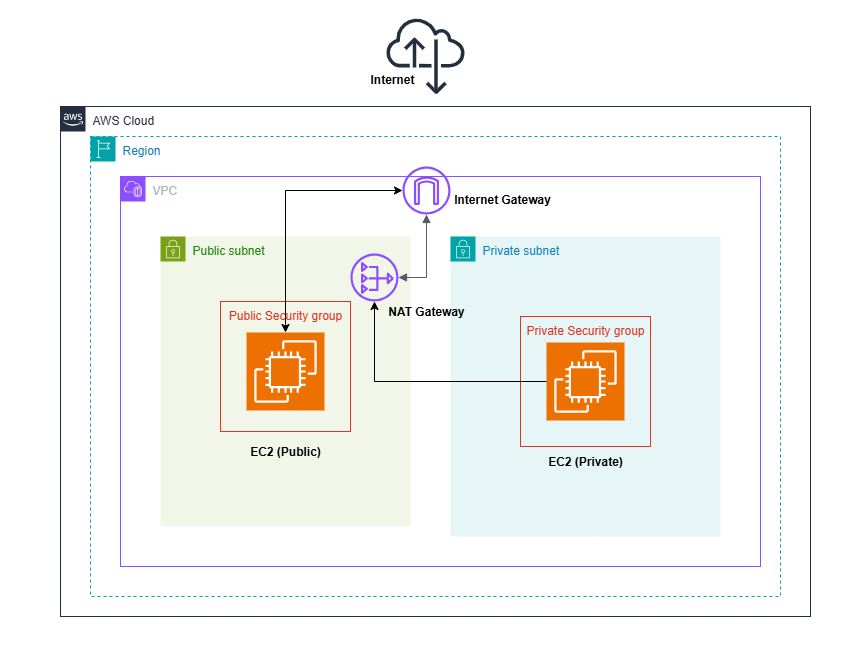 Internet
aws
AWS Cloud
Region
VPC
Internet Gateway
Public subnet
Private subnet
NAT Gateway
Public Security group
Private Security group
EC2 (Public)
EC2 (Private)